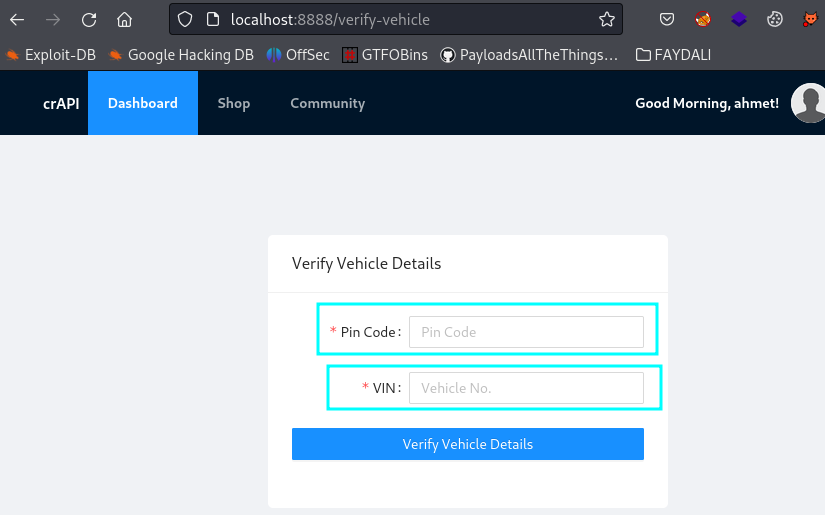 localhost:8888/verify-vehicle
Exploit-DB Google Hacking DB OffSec GTFOBins PayloadsAllTheThings... FAYDALI
crAPI Dashboard Shop Community Good Morning, ahmet!
Verify Vehicle Details
* Pin Code: Pin Code
* VIN: Vehicle No.
Verify Vehicle Details